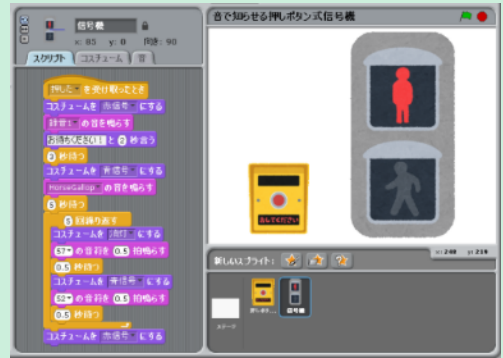 信号機
x: 85 y: 0 向き: 90
スクリプト コスチューム 音
押した を受け取ったとき
コスチュームを 赤信号 にする
録音1 の音を鳴らす
お待ちください！ と 2 秒言う
3 秒待つ
コスチュームを 青信号 にする
HorseGallop の音を鳴らす
5 秒待つ
5 回繰り返す
コスチュームを 消灯 にする
57 の音符を 0.5 拍鳴らす
0.5 秒待つ
コスチュームを 青信号 にする
52 の音符を 0.5 拍鳴らす
0.5 秒待つ
コスチュームを 赤信号 にする
音で知らせる押しボタン式信号機
おしてください
x: 248 y: 219
新しいスプライト:
押しボタ... 信号機
ステージ